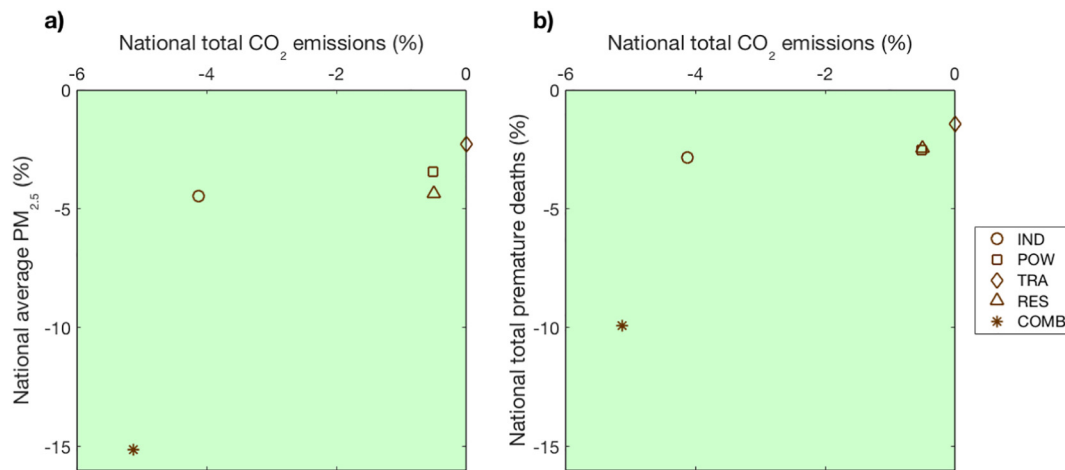 a)
National total CO2 emissions (%)
-6 -4 -2 0
0
-5
-10
-15
National average PM2.5 (%)
b)
National total CO2 emissions (%)
-6 -4 -2 0
0
-5
-10
-15
National total premature deaths (%)
IND
POW
TRA
RES
COMB